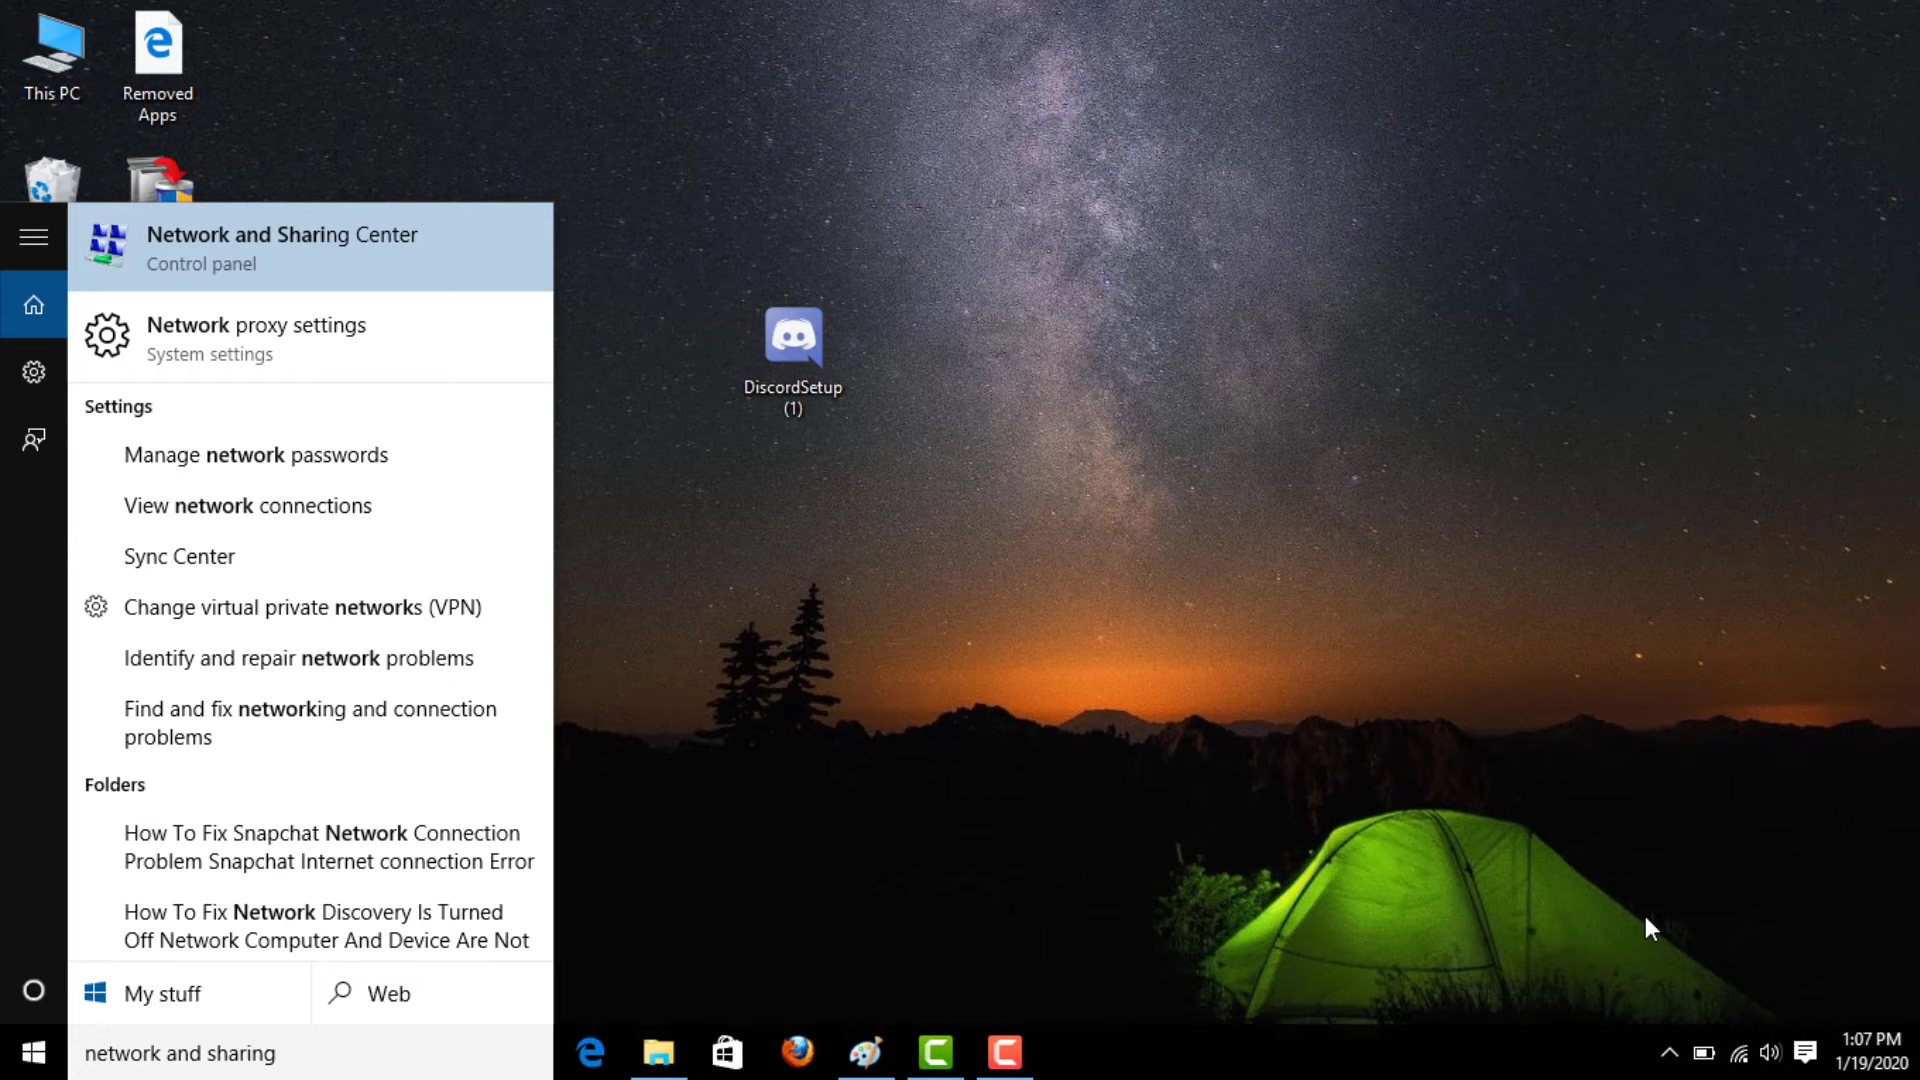 This PC
Removed
Apps
Network and Sharing Center
Control panel
Network proxy settings
System settings
Settings
Manage network passwords
View network connections
Sync Center
Change virtual private networks (VPN)
Identify and repair network problems
Find and fix networking and connection
problems
Folders
How To Fix Snapchat Network Connection
Problem Snapchat Internet connection Error
How To Fix Network Discovery Is Turned
Off Network Computer And Device Are Not
My stuff
Web
network and sharing
DiscordSetup
(1)
1:07 PM
1/19/2020